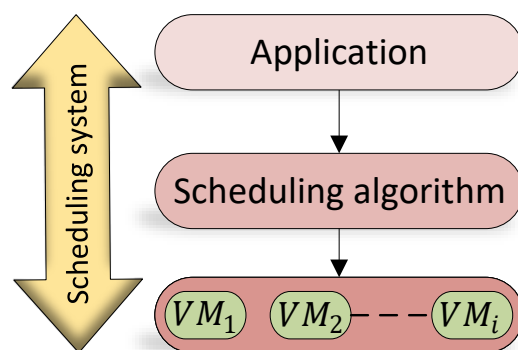 Scheduling system
Application
Scheduling algorithm
VM₁ VM₂ VMᵢ